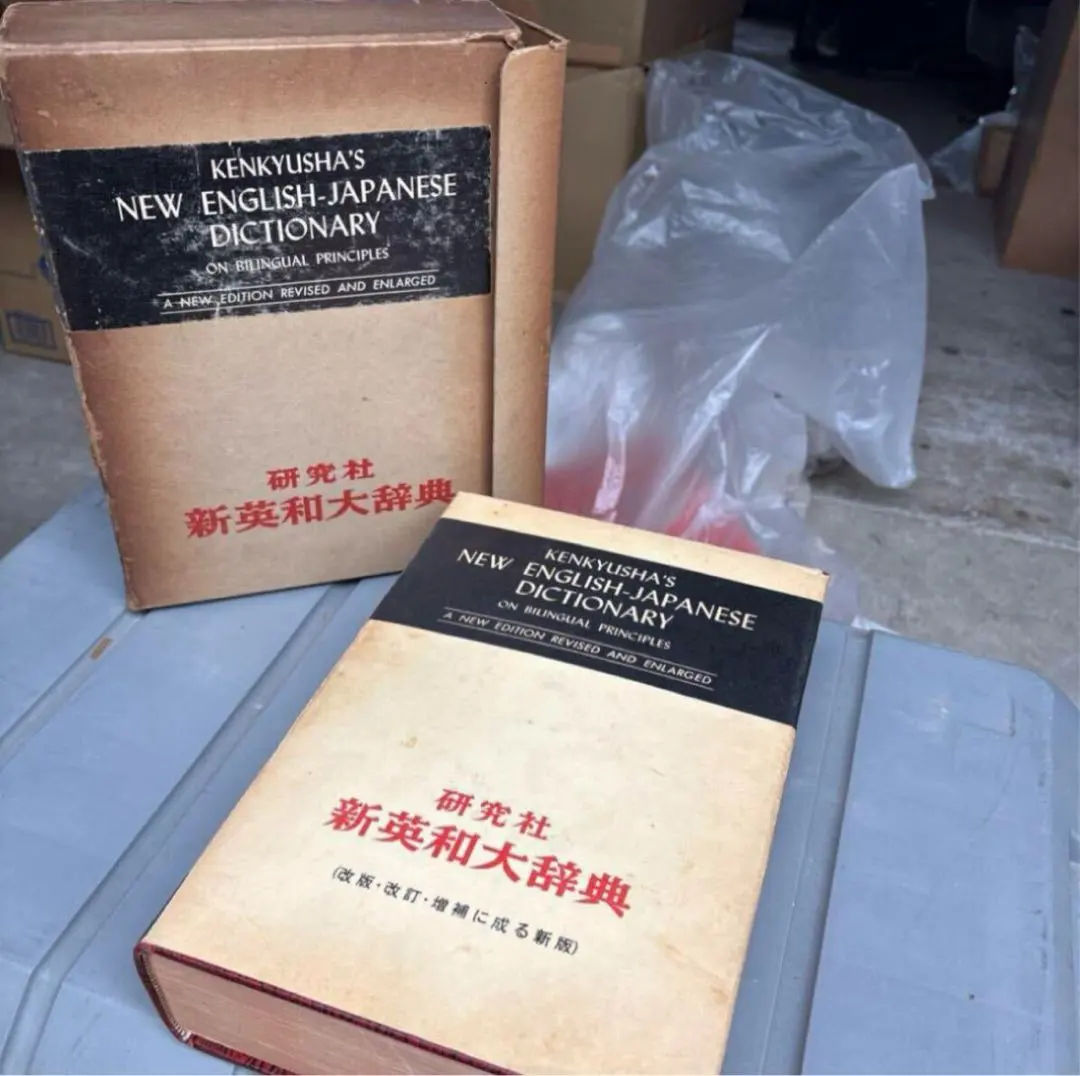 KENKYUSHA'S
NEW ENGLISH-JAPANESE
DICTIONARY
ON BILINGUAL PRINCIPLES
A NEW EDITION REVISED AND ENLARGED
研究社
新英和大辞典
KENKYUSHA'S
NEW ENGLISH-JAPANESE
DICTIONARY
ON BILINGUAL PRINCIPLES
A NEW EDITION REVISED AND ENLARGED
研究社
新英和大辞典
(改版・改訂・増補に成る新版)